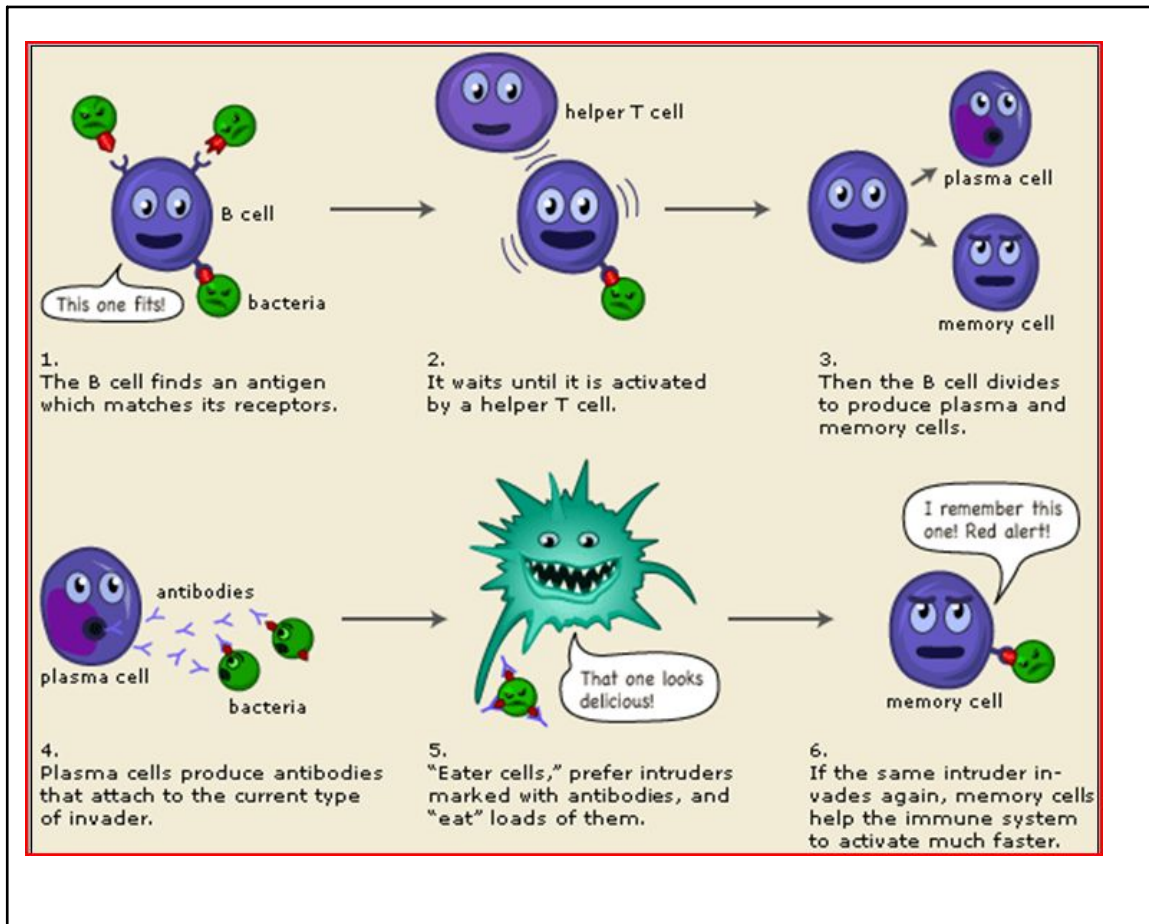 helper T cell
B cell
This one fits!
bacteria
plasma cell
memory cell
1.
The B cell finds an antigen
which matches its receptors.
2.
It waits until it is activated
by a helper T cell.
3.
Then the B cell divides
to produce plasma and
memory cells.
antibodies
plasma cell
bacteria
That one looks
delicious!
I remember this
one! Red alert!
memory cell
4.
Plasma cells produce antibodies
that attach to the current type
of invader.
5.
“Eater cells,” prefer intruders
marked with antibodies, and
“eat” loads of them.
6.
If the same intruder in-
vades again, memory cells
help the immune system
to activate much faster.